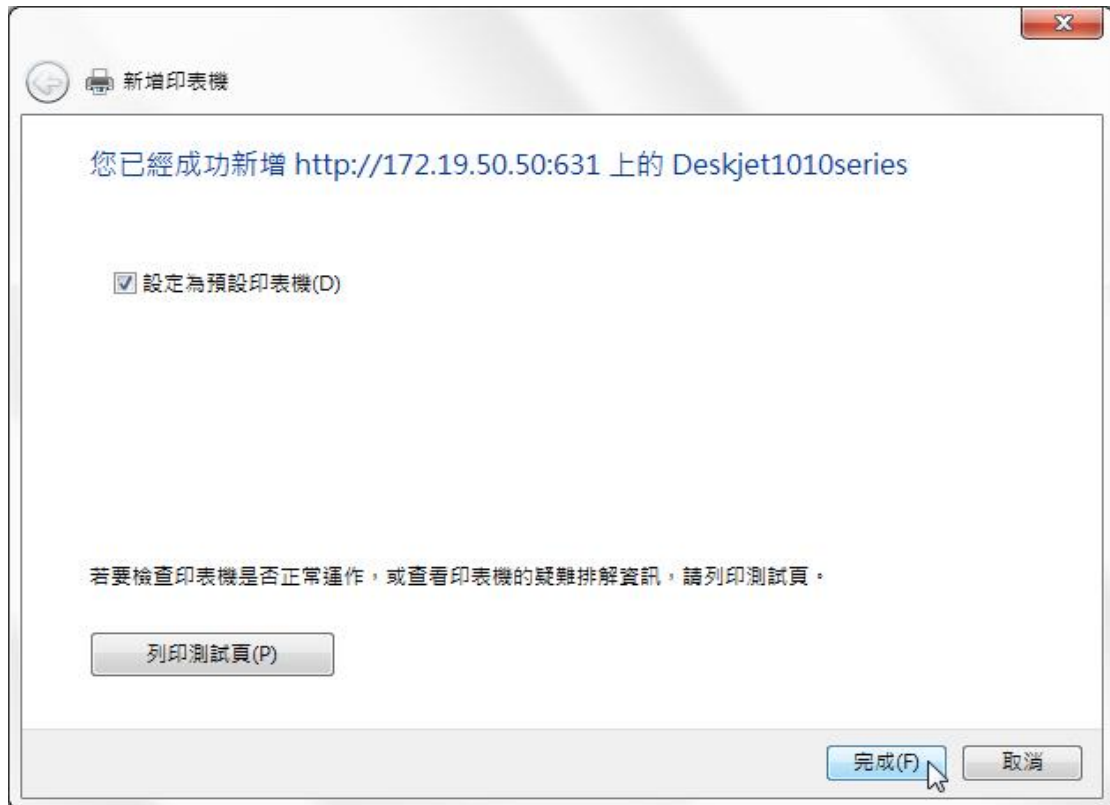 新增印表機
您已經成功新增 http://172.19.50.50:631 上的 Deskjet1010series
設定為預設印表機(D)
若要檢查印表機是否正常運作，或查看印表機的疑難排解資訊，請列印測試頁。
列印測試頁(P)
完成(F) 取消